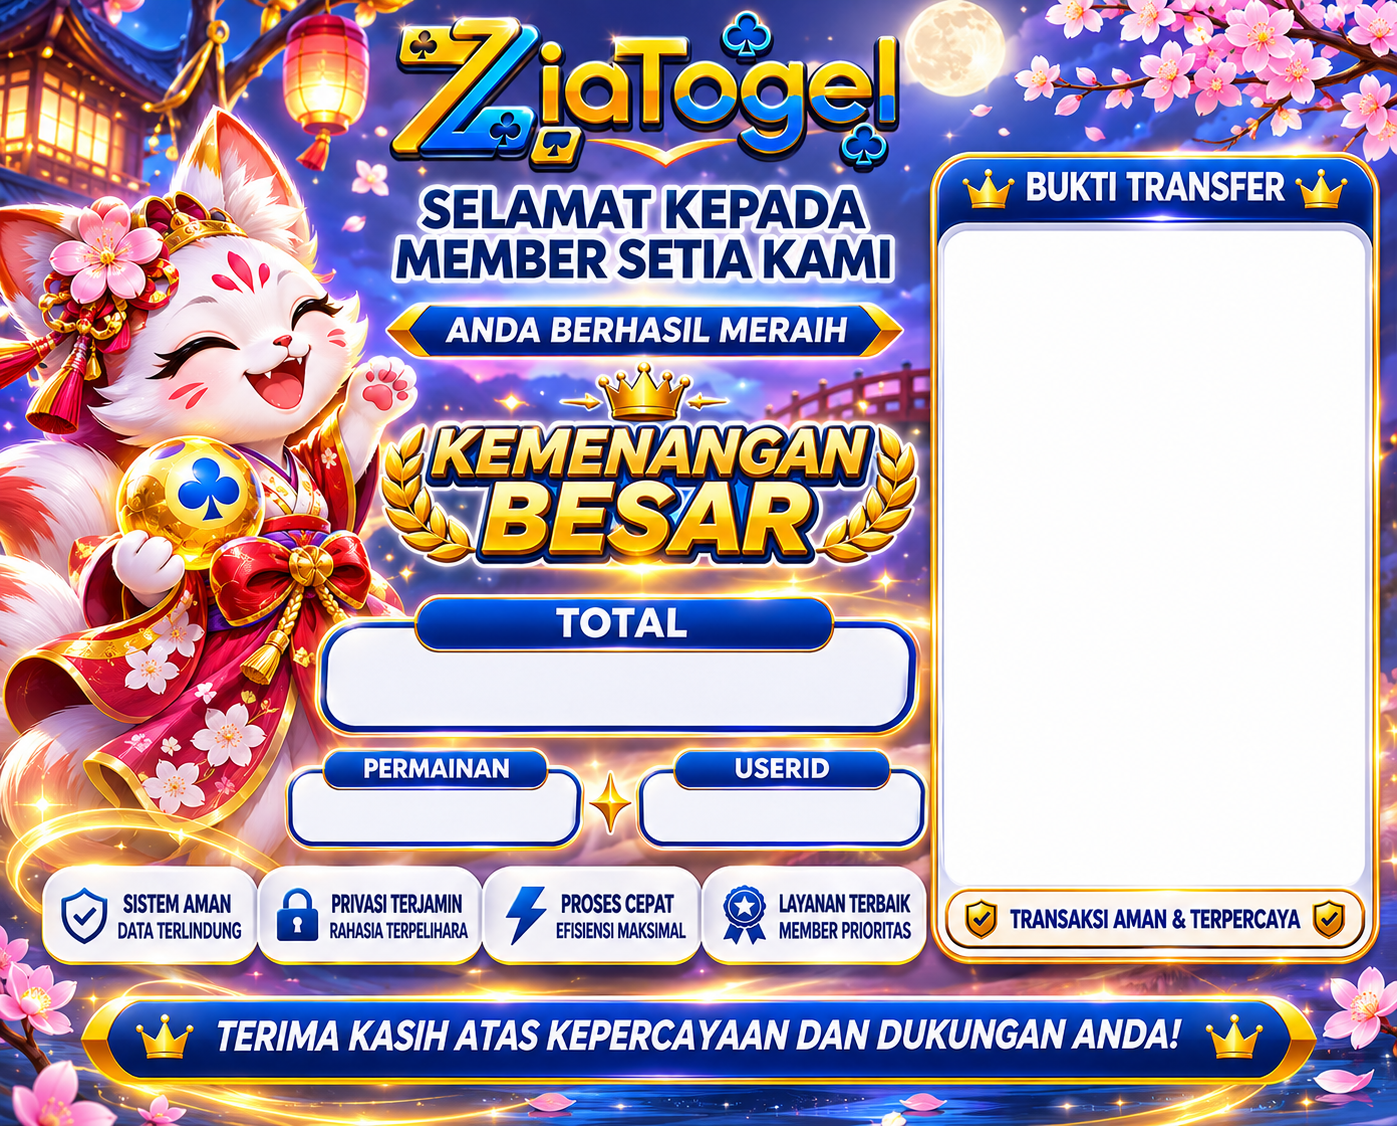 ZiaTogel
SELAMAT KEPADA
MEMBER SETIA KAMI
ANDA BERHASIL MERAIH
KEMENANGAN
BESAR
TOTAL
PERMAINAN
USERID
BUKTI TRANSFER
TRANSAKSI AMAN & TERPERCAYA
SISTEM AMAN
DATA TERLINDUNG
PRIVASI TERJAMIN
RAHASIA TERPELIHARA
PROSES CEPAT
EFISIENSI MAKSIMAL
LAYANAN TERBAIK
MEMBER PRIORITAS
TERIMA KASIH ATAS KEPERCAYAAN DAN DUKUNGAN ANDA!